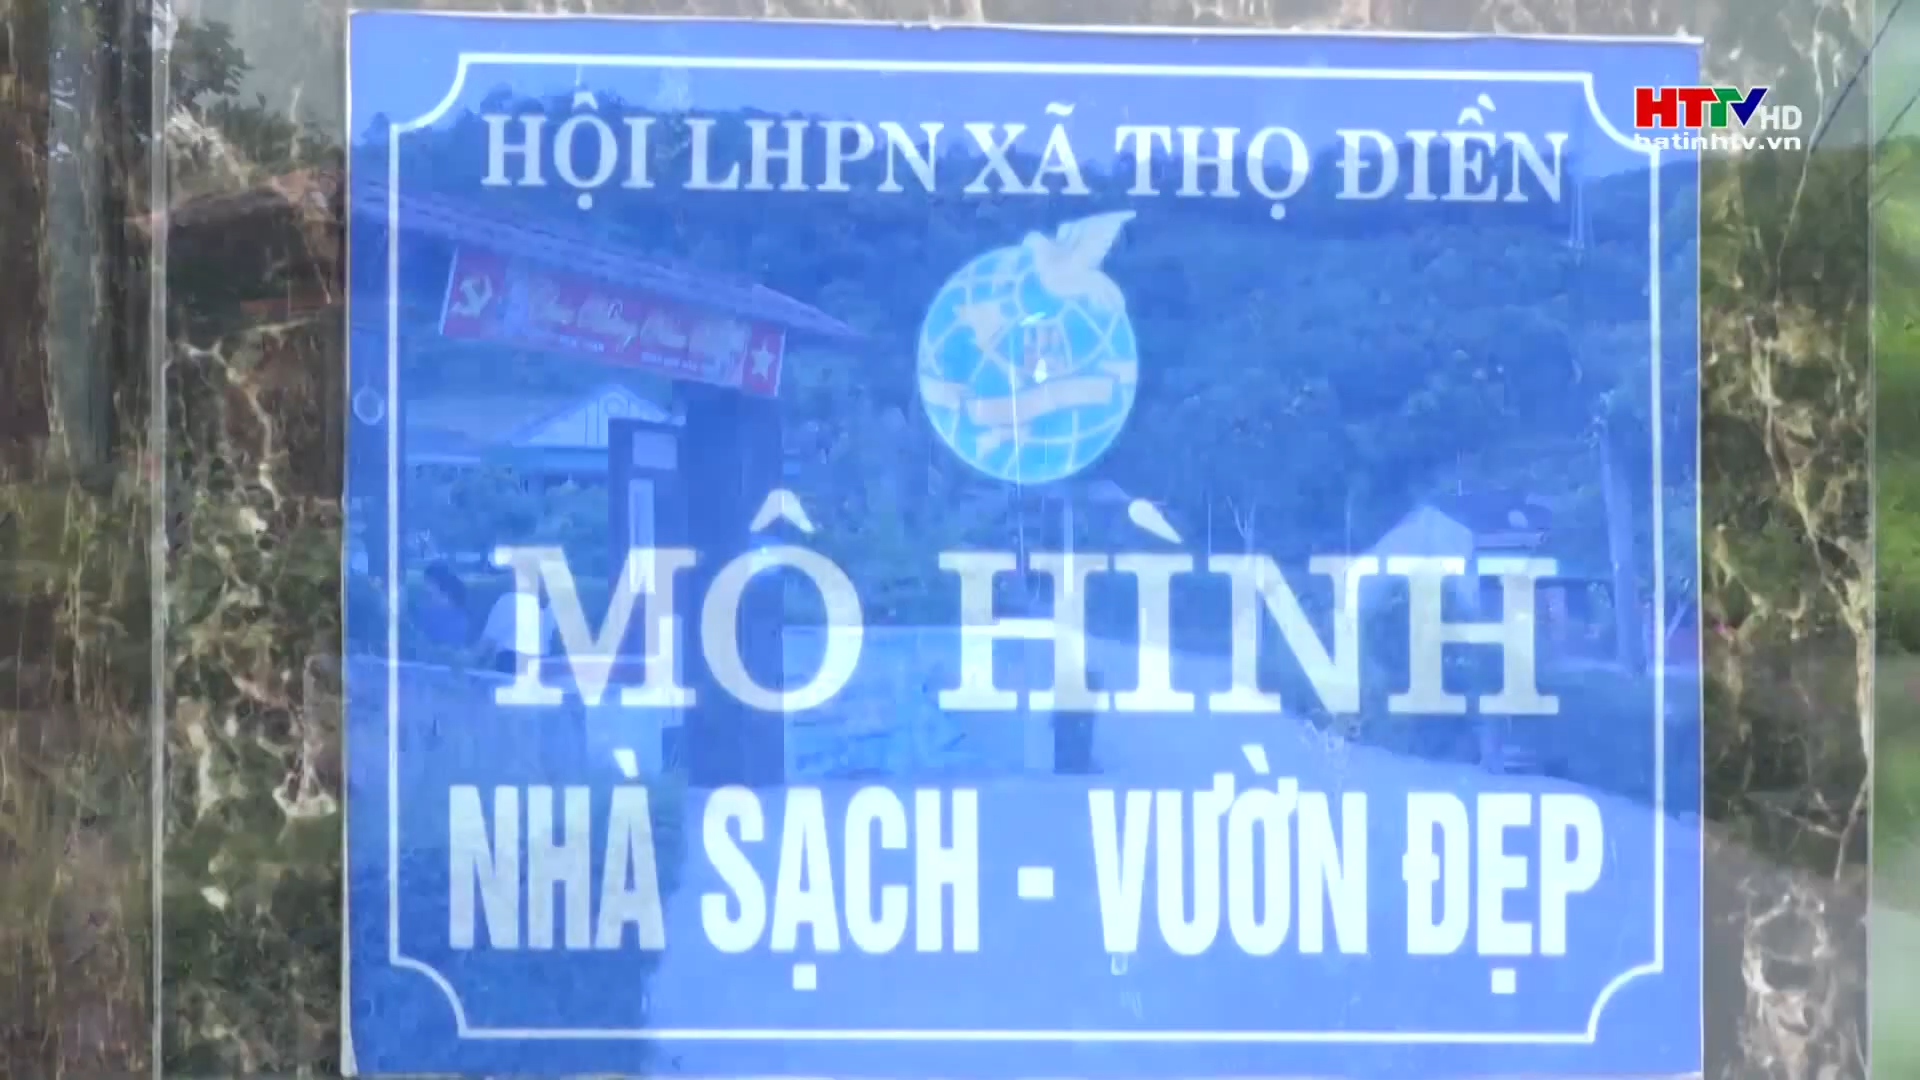 HỘI LHPN XÃ THỌ ĐIỀN
HTTV HD
hatinhtv.vn
MÔ HÌNH
NHÀ SẠCH - VƯỜN ĐẸP